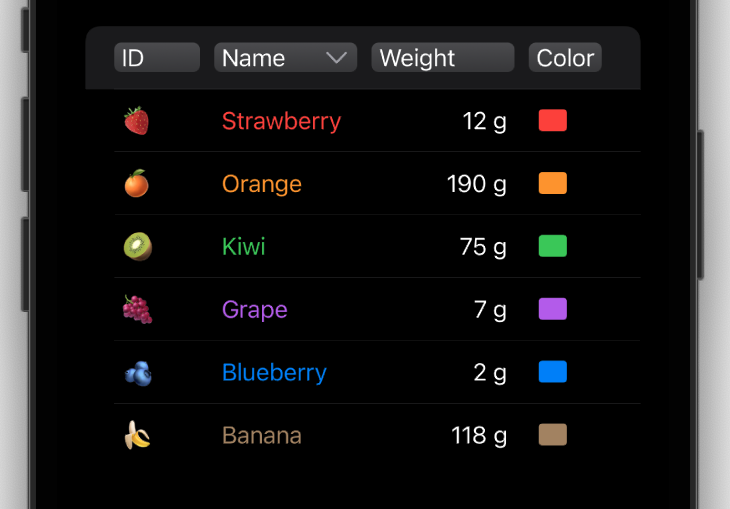 ID Name Weight Color
Strawberry 12 g
Orange 190 g
Kiwi 75 g
Grape 7 g
Blueberry 2 g
Banana 118 g